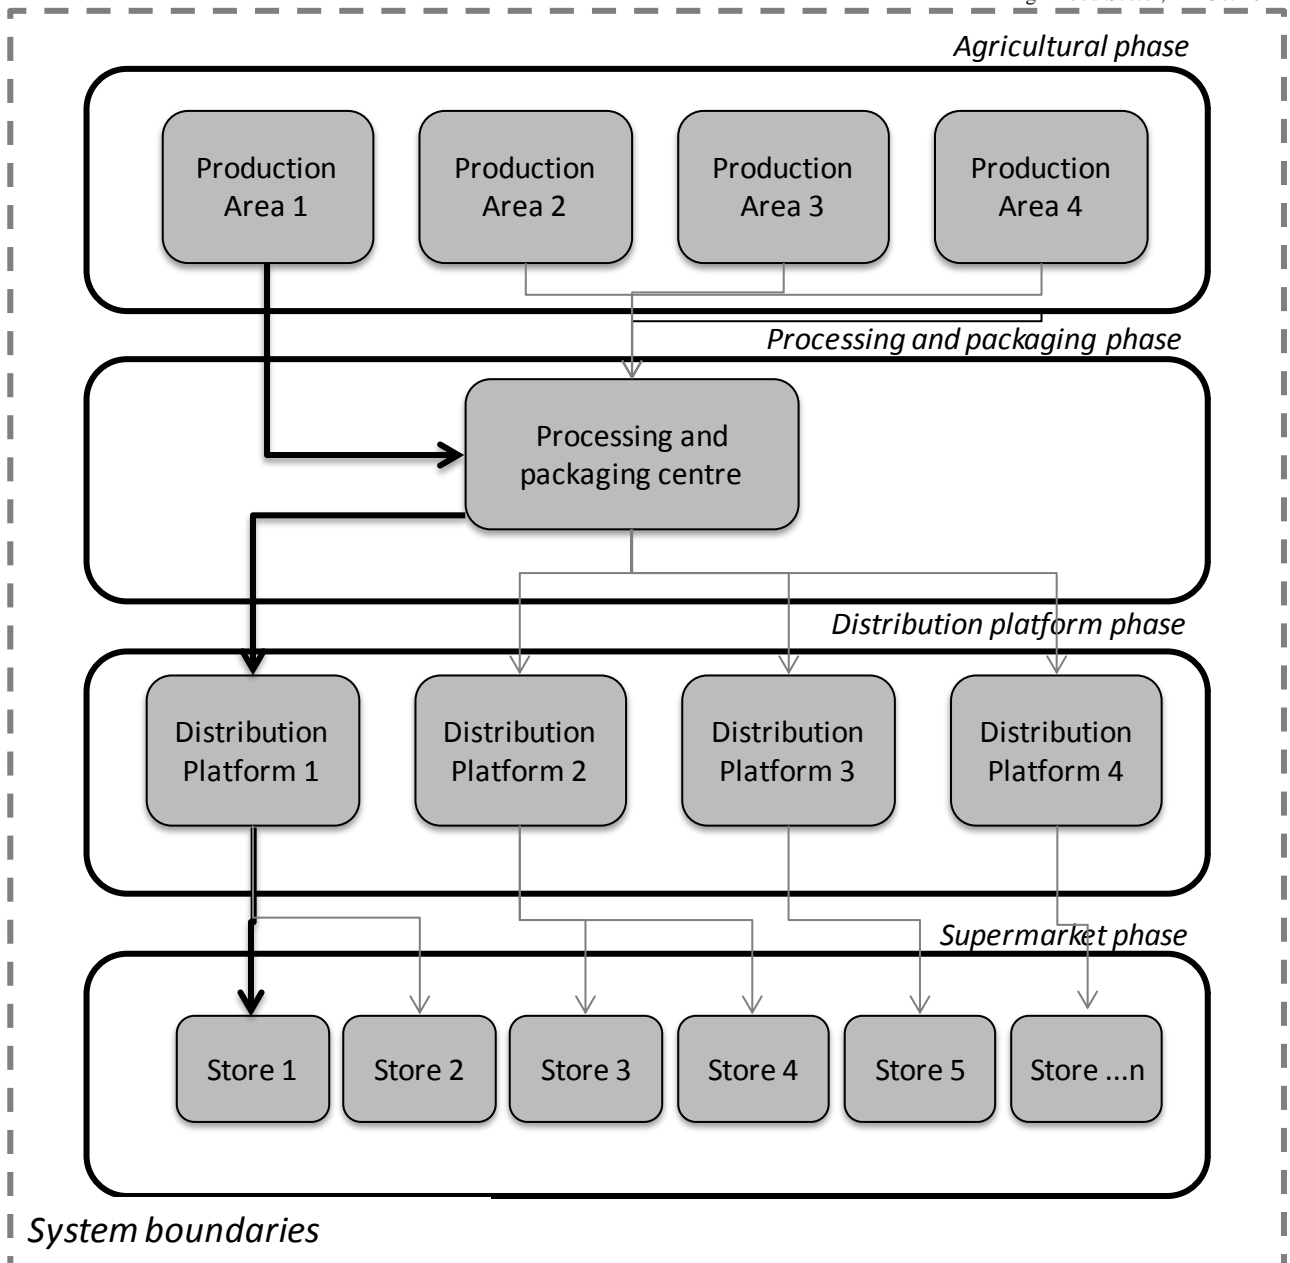 Agricultural phase
Production
Area 1
Production
Area 2
Production
Area 3
Production
Area 4
Processing and packaging phase
Processing and
packaging centre
Distribution platform phase
Distribution
Platform 1
Distribution
Platform 2
Distribution
Platform 3
Distribution
Platform 4
Supermarket phase
Store 1
Store 2
Store 3
Store 4
Store 5
Store ...n
System boundaries